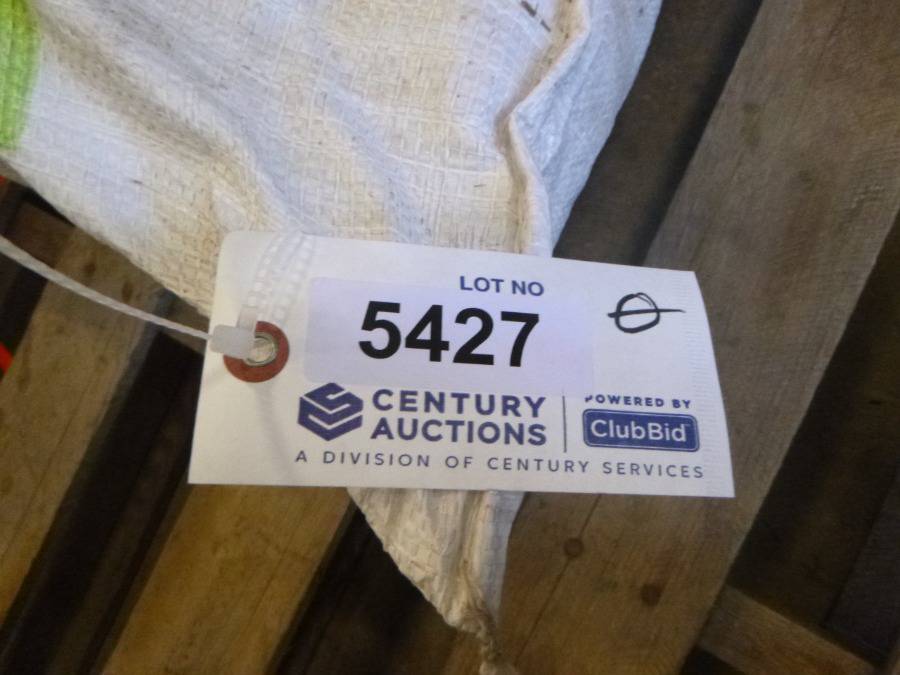 LOT NO
5427
CENTURY
AUCTIONS
POWERED BY
ClubBid
A DIVISION OF CENTURY SERVICES